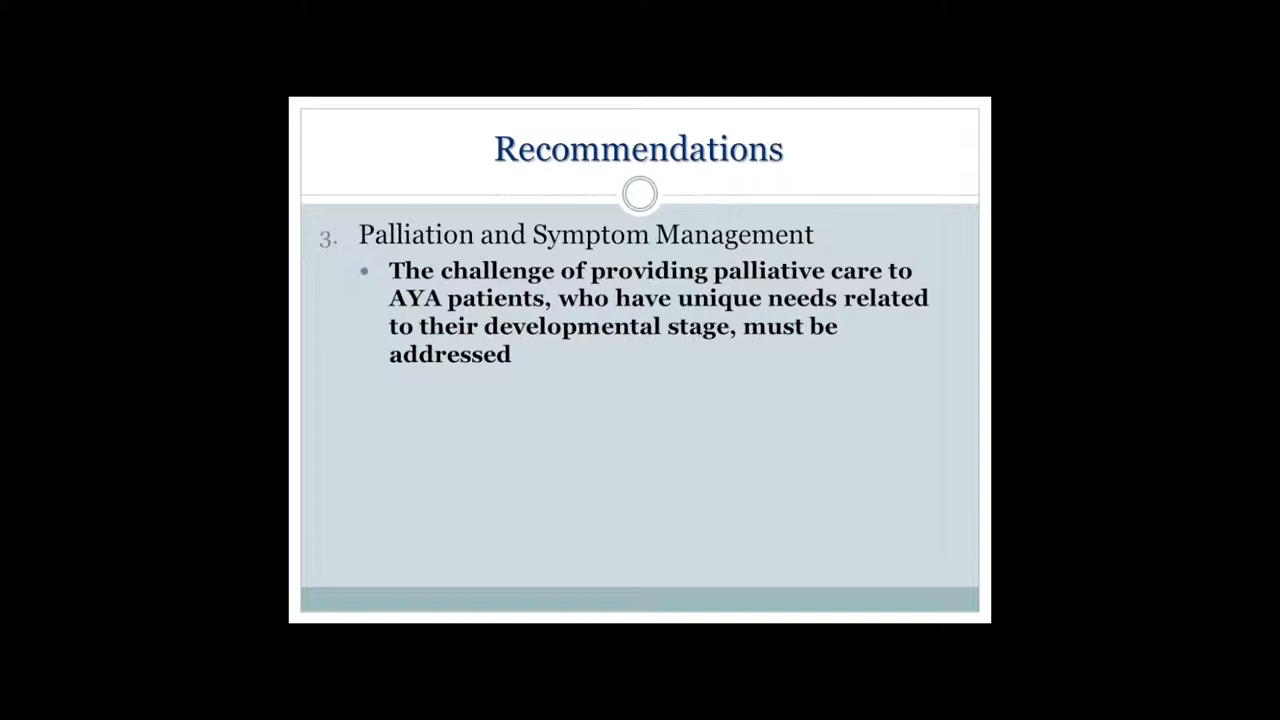 Recommendations
3. Palliation and Symptom Management
• The challenge of providing palliative care to
AYA patients, who have unique needs related
to their developmental stage, must be
addressed